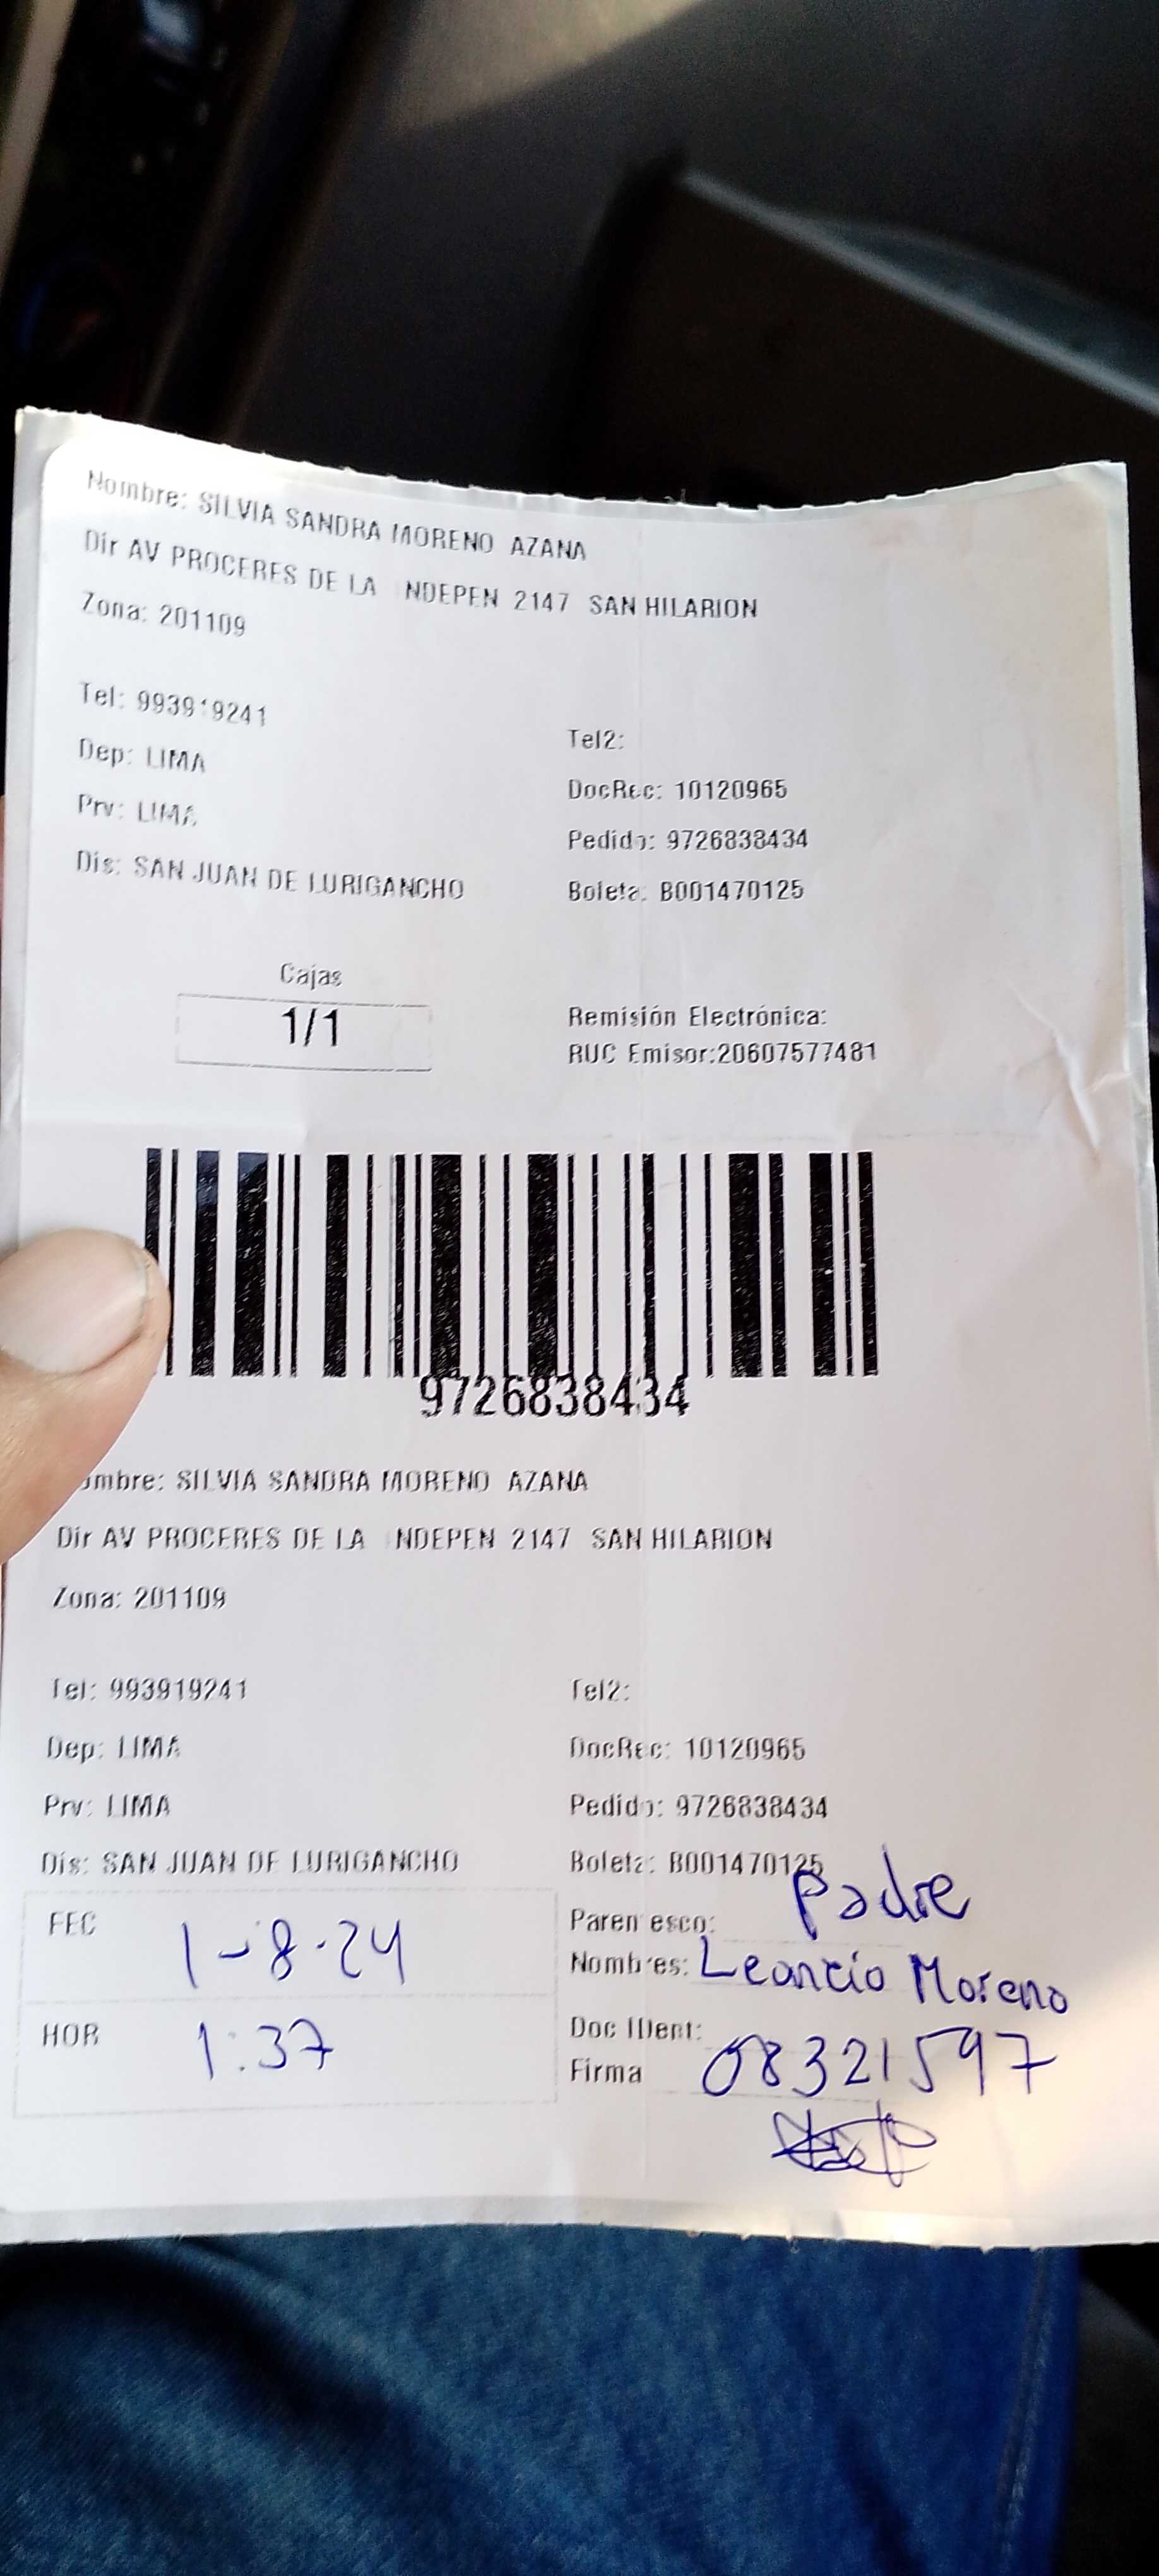 Nombre: SILVIA SANDRA MORENO AZANA
Dir AV PROCERES DE LA NDEPEN 2147 SAN HILARION
Zona: 201109
Tel: 993919241
Tel2:
Dep: LIMA
DocRec: 10120965
Prv: LIMA
Pedido: 9726838434
Dis: SAN JUAN DE LURIGANCHO
Boleta: B001470125
Cajas
1/1
Remisión Electrónica:
RUC Emisor:20607577481
9726838434
ombre: SILVIA SANDRA MORENO AZANA
Dir AV PROCERES DE LA NDEPEN 2147 SAN HILARION
Zona: 201109
Tel: 993919241
Tel2:
Dep: LIMA
DocRec: 10120965
Prv: LIMA
Pedido: 9726838434
Dis: SAN JUAN DE LURIGANCHO
Boleta: B001470125
FEC 1-8-24
Paren esco: Padre
Nombres: Leoncio Moreno
HOR 1:37
Doc IDent: 08321597
Firma